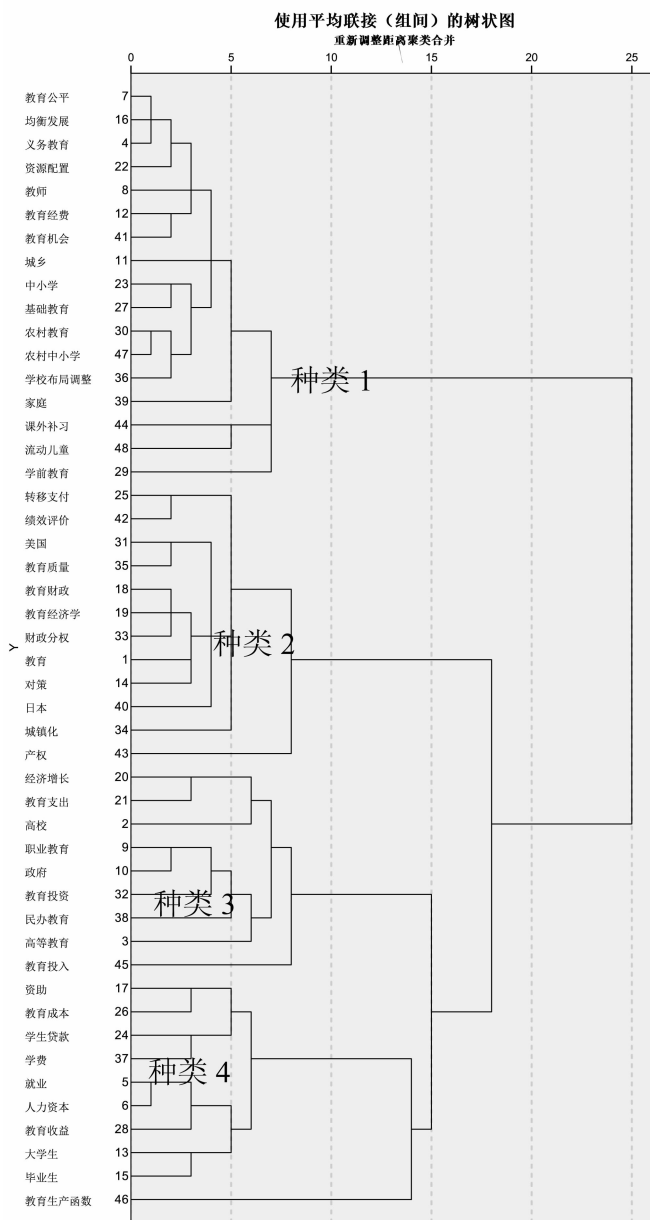 使用平均联接（组间）的树状图
重新调整距离聚类合并
0 5 10 15 20 25
教育公平 7
均衡发展 16
义务教育 4
资源配置 22
教师 8
教育经费 12
教育机会 41
城乡 11
中小学 23
基础教育 27
农村教育 30
农村中小学 47
学校布局调整 36
种类 1
家庭 39
课外补习 44
流动儿童 48
学前教育 29
转移支付 25
绩效评价 42
美国 31
教育质量 35
教育财政 18
教育经济学 19
财政分权 33
种类 2
Y
教育 1
对策 14
日本 40
城镇化 34
产权 43
经济增长 20
教育支出 21
高校 2
职业教育 9
政府 10
教育投资 32
种类 3
民办教育 38
高等教育 3
教育投入 45
资助 17
教育成本 26
学生贷款 24
学费 37
种类 4
就业 5
人力资本 6
教育收益 28
大学生 13
毕业生 15
教育生产函数 46